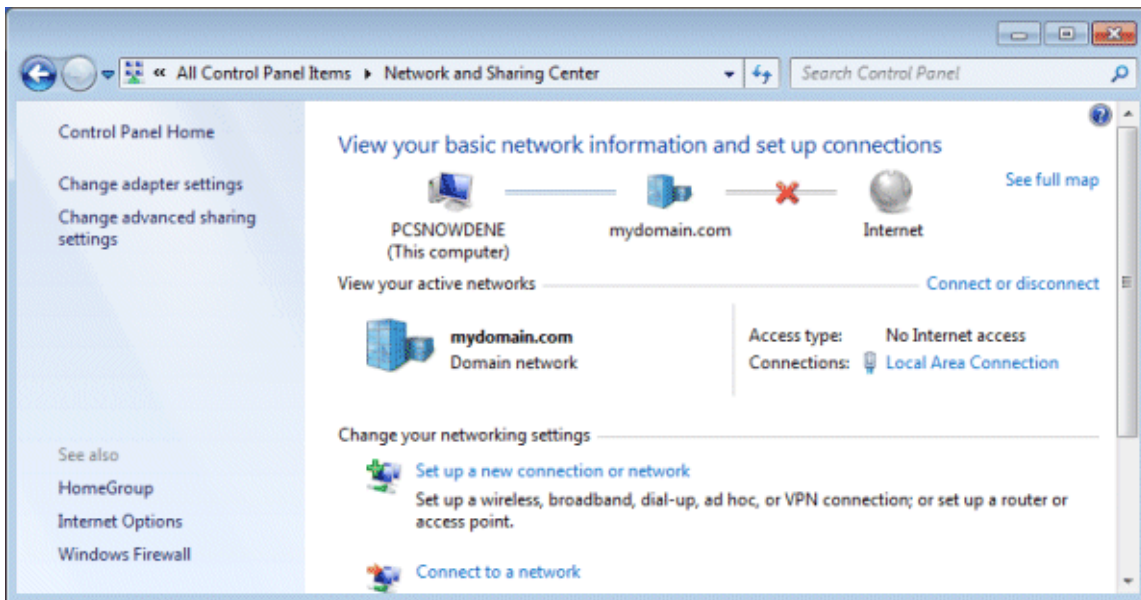 « All Control Panel Items ▸ Network and Sharing Center
Search Control Panel
Control Panel Home
Change adapter settings
Change advanced sharing
settings
See also
HomeGroup
Internet Options
Windows Firewall
View your basic network information and set up connections
See full map
PCSNOWDENE
(This computer)
mydomain.com
Internet
View your active networks
Connect or disconnect
mydomain.com
Domain network
Access type: No Internet access
Connections: Local Area Connection
Change your networking settings
Set up a new connection or network
Set up a wireless, broadband, dial-up, ad hoc, or VPN connection; or set up a router or
access point.
Connect to a network